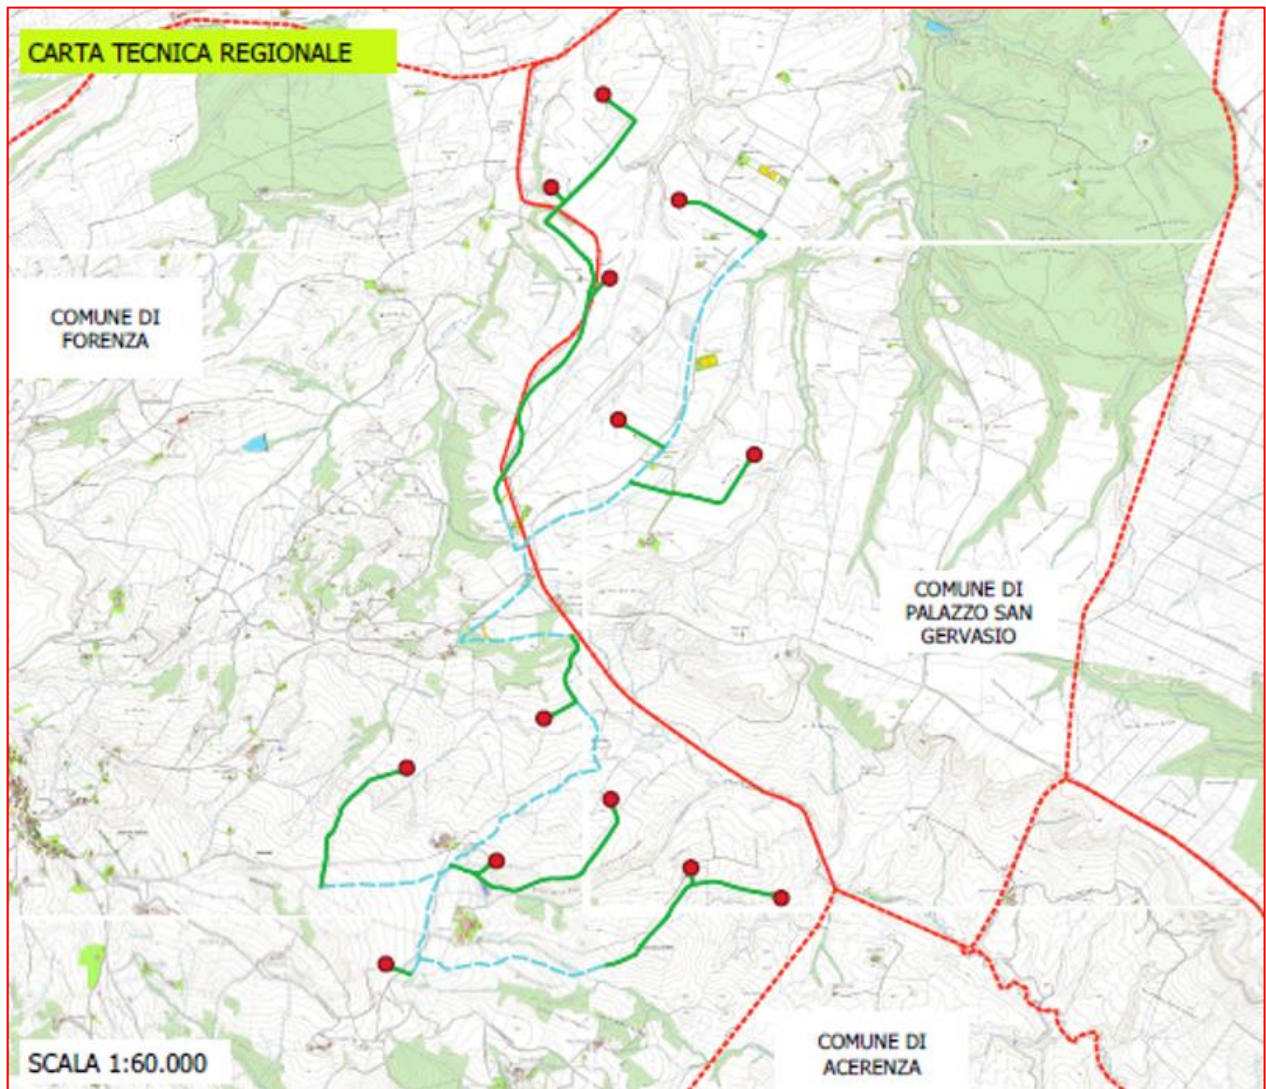 CARTA TECNICA REGIONALE
COMUNE DI
FORENZA
COMUNE DI
PALAZZO SAN
GERVASIO
COMUNE DI
ACERENZA
SCALA 1:60.000